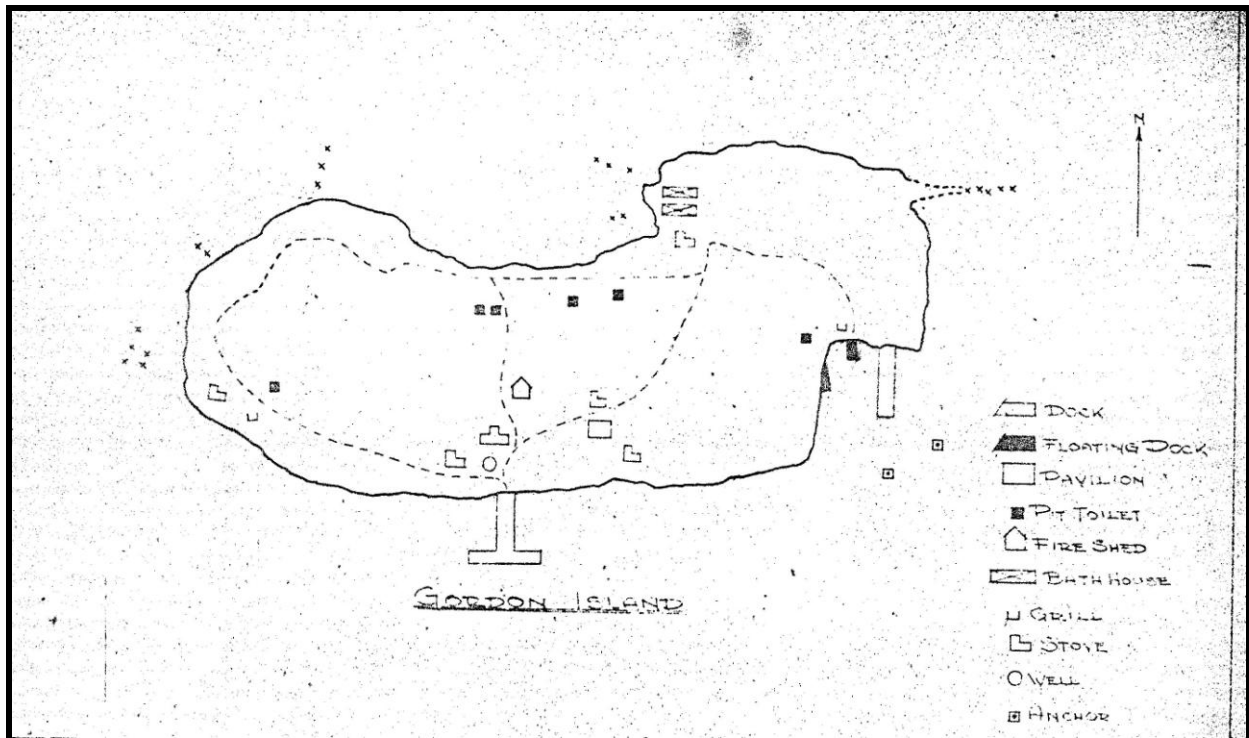 N
DOCK
FLOATING DOCK
PAVILION
PIT TOILET
FIRE SHED
BATH HOUSE
GRILL
STOVE
WELL
ANCHOR
GORDON ISLAND